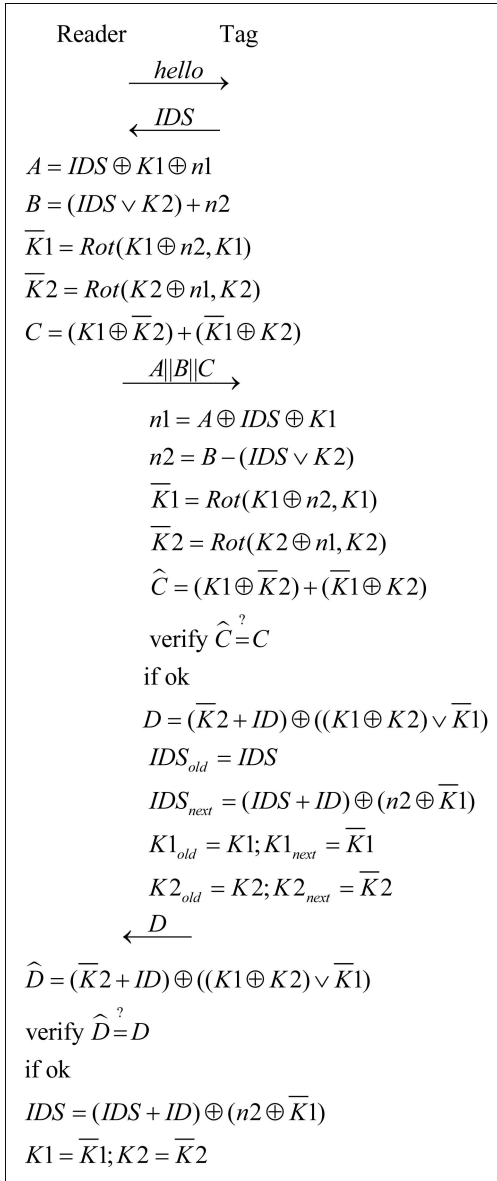 Reader Tag
hello
IDS
A = IDS ⊕ K1 ⊕ n1
B = (IDS ∨ K2) + n2
K̅1 = Rot(K1 ⊕ n2, K1)
K̅2 = Rot(K2 ⊕ n1, K2)
C = (K1 ⊕ K̅2) + (K̅1 ⊕ K2)
A||B||C
n1 = A ⊕ IDS ⊕ K1
n2 = B − (IDS ∨ K2)
K̅1 = Rot(K1 ⊕ n2, K1)
K̅2 = Rot(K2 ⊕ n1, K2)
Ĉ = (K1 ⊕ K̅2) + (K̅1 ⊕ K2)
verify Ĉ ≟ C
if ok
D = (K̅2 + ID) ⊕ ((K1 ⊕ K2) ∨ K̅1)
IDS_old = IDS
IDS_next = (IDS + ID) ⊕ (n2 ⊕ K̅1)
K1_old = K1; K1_next = K̅1
K2_old = K2; K2_next = K̅2
D
D̂ = (K̅2 + ID) ⊕ ((K1 ⊕ K2) ∨ K̅1)
verify D̂ ≟ D
if ok
IDS = (IDS + ID) ⊕ (n2 ⊕ K̅1)
K1 = K̅1; K2 = K̅2